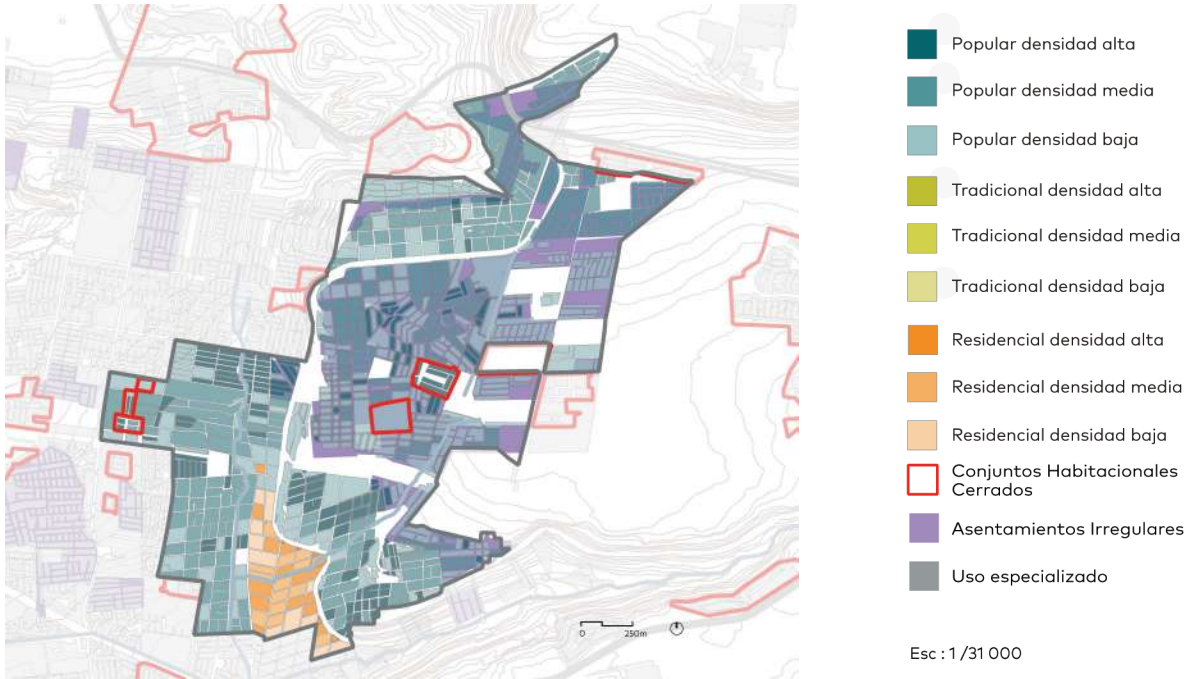 Popular densidad alta
Popular densidad media
Popular densidad baja
Tradicional densidad alta
Tradicional densidad media
Tradicional densidad baja
Residencial densidad alta
Residencial densidad media
Residencial densidad baja
Conjuntos Habitacionales
Cerrados
Asentamientos Irregulares
Uso especializado
0 250m
Esc : 1 /31 000